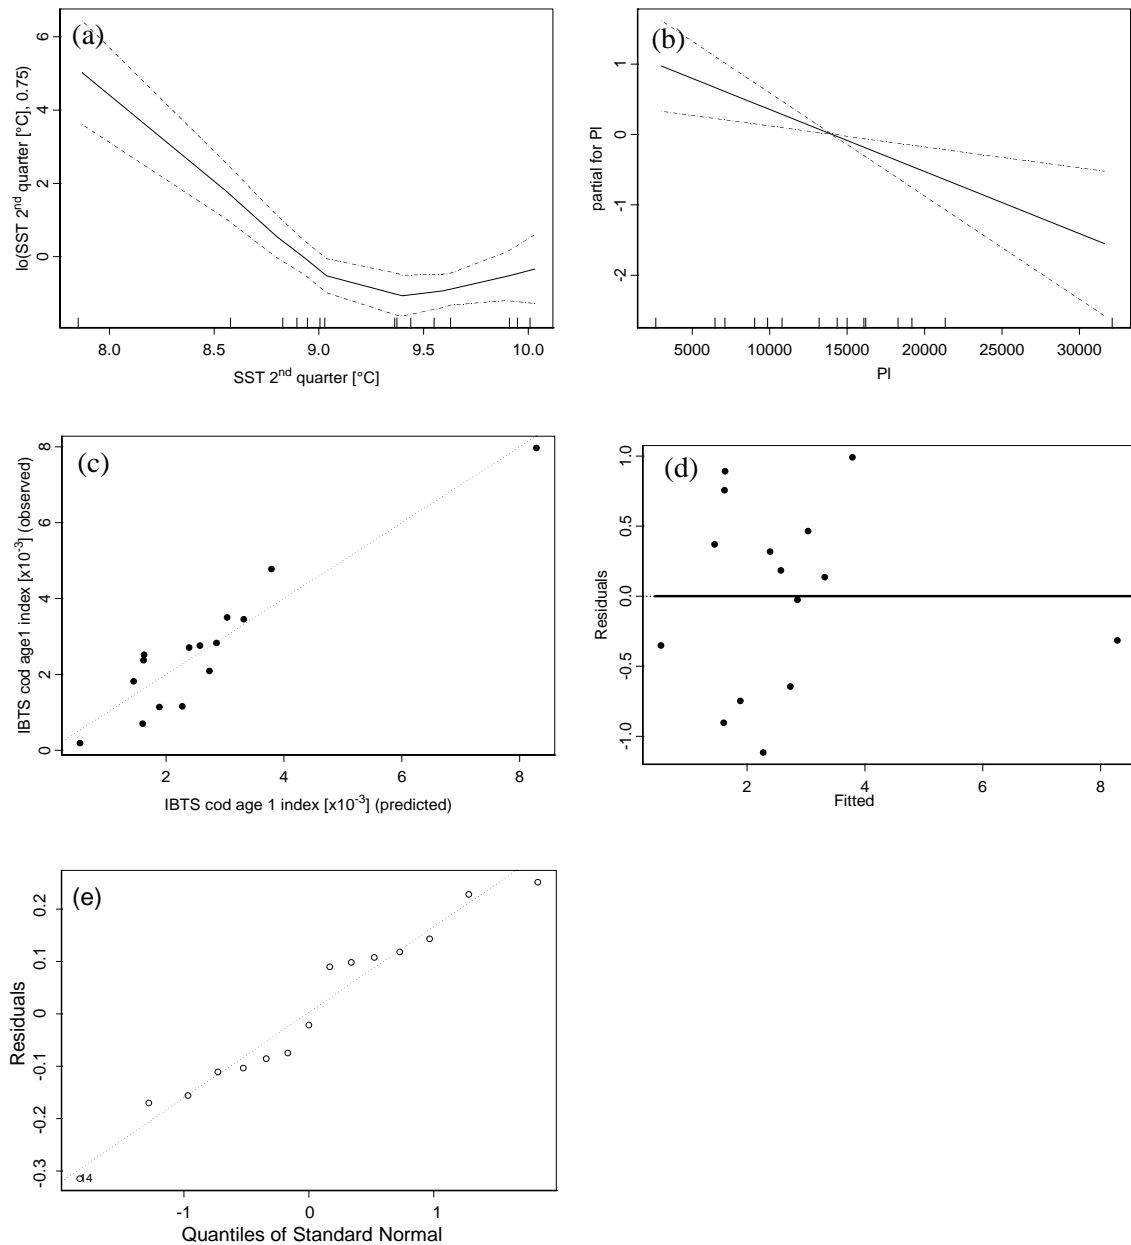 (a)
lo(SST 2nd quarter [°C], 0.75)
6
4
2
0
8.0 8.5 9.0 9.5 10.0
SST 2nd quarter [°C]
(b)
partial for PI
1
0
-1
-2
5000 10000 15000 20000 25000 30000
PI
(c)
IBTS cod age1 index [x10-3] (observed)
8
6
4
2
0
2 4 6 8
IBTS cod age 1 index [x10-3] (predicted)
(d)
Residuals
1.0
0.5
0.0
-0.5
-1.0
2 4 6 8
Fitted
(e)
Residuals
0.2
0.1
0
-0.1
-0.2
-0.3
14
-1 0 1
Quantiles of Standard Normal